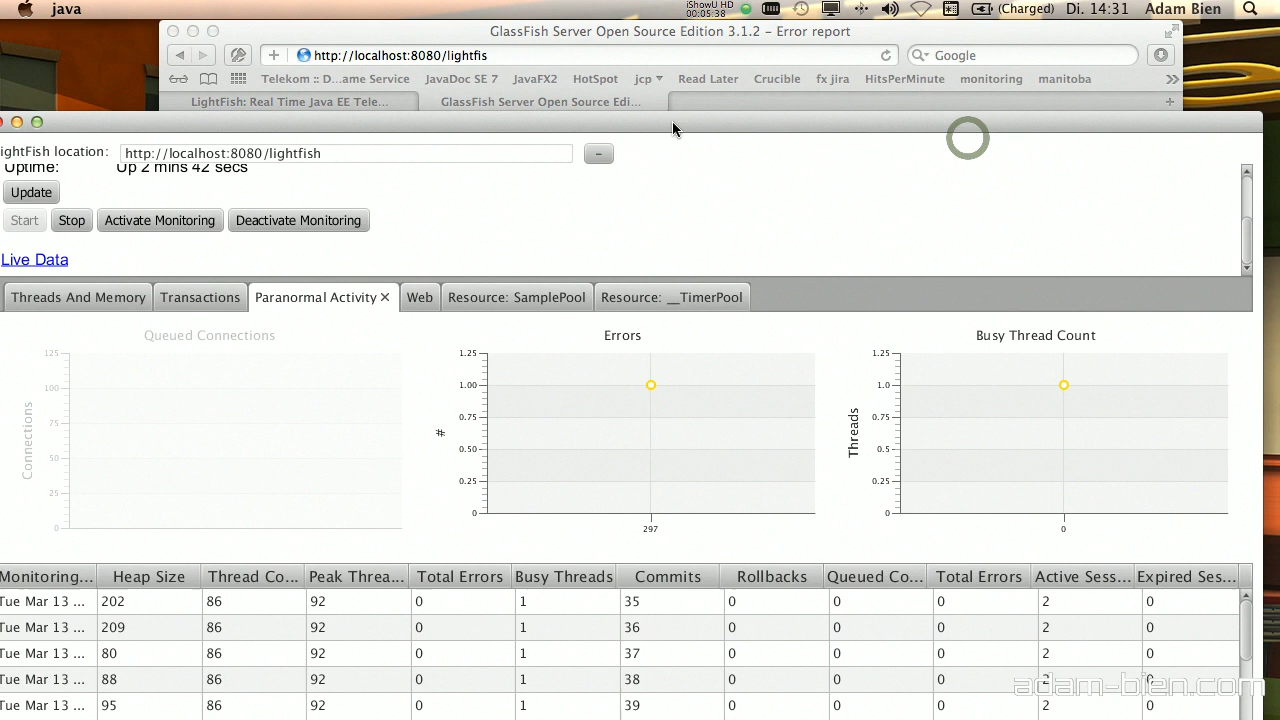 java
iShowU HD
00:05:38
(Charged)
Di. 14:31
Adam Bien
GlassFish Server Open Source Edition 3.1.2 – Error report
http://localhost:8080/lightfis
Google
Telekom :: D...ame Service
JavaDoc SE 7
JavaFX2
HotSpot
jcp
Read Later
Crucible
fx jira
HitsPerMinute
monitoring
manitoba
LightFish: Real Time Java EE Tele...
GlassFish Server Open Source Edi...
ightFish location:
http://localhost:8080/lightfish
–
Uptime:
Up 2 mins 42 secs
Update
Start
Stop
Activate Monitoring
Deactivate Monitoring
Live Data
Threads And Memory
Transactions
Paranormal Activity
Web
Resource: SamplePool
Resource: __TimerPool
Queued Connections
Connections
125
100
75
50
25
0
Errors
#
1.25
1.00
0.75
0.50
0.25
0
297
Busy Thread Count
Threads
1.25
1.0
0.75
0.50
0.25
0
0
Monitoring... Heap Size Thread Co... Peak Threa... Total Errors Busy Threads Commits Rollbacks Queued Co... Total Errors Active Sess... Expired Ses...
Tue Mar 13 ... 202 86 92 0 1 35 0 0 0 2 0
Tue Mar 13 ... 209 86 92 0 1 36 0 0 0 2 0
Tue Mar 13 ... 80 86 92 0 1 37 0 0 0 2 0
Tue Mar 13 ... 88 86 92 0 1 38 0 0 0 2 0
Tue Mar 13 ... 95 86 92 0 1 39 0 0 0 2 0
adam-bien.com